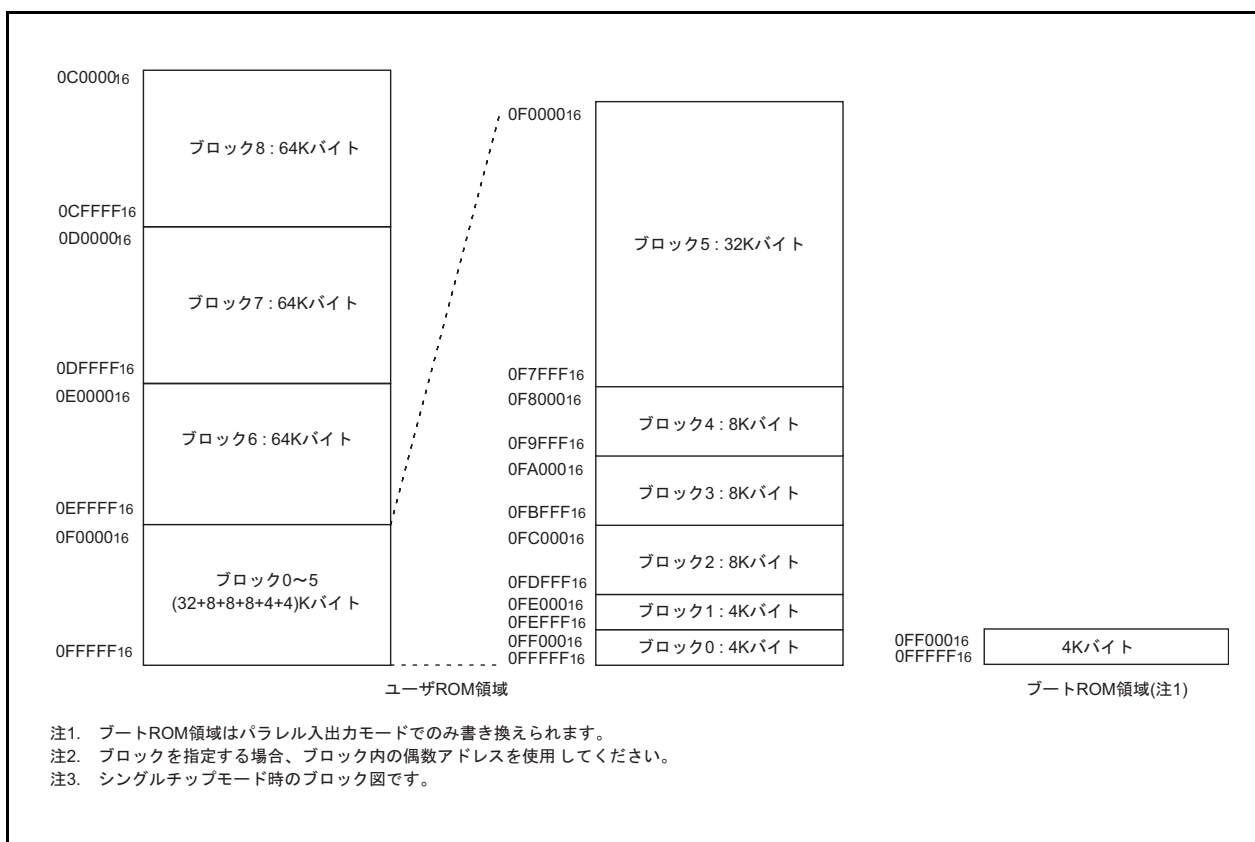 0C000016
ブロック8 : 64Kバイト
0CFFFF16
0D000016
ブロック7 : 64Kバイト
0DFFFF16
0E000016
ブロック6 : 64Kバイト
0EFFFF16
0F000016
ブロック0～5
(32+8+8+8+4+4)Kバイト
0FFFFF16
0F000016
ブロック5 : 32Kバイト
0F7FFF16
0F800016
ブロック4 : 8Kバイト
0F9FFF16
0FA00016
ブロック3 : 8Kバイト
0FBFFF16
0FC00016
ブロック2 : 8Kバイト
0FDFFF16
0FE00016
ブロック1 : 4Kバイト
0FEFFF16
0FF00016
ブロック0 : 4Kバイト
0FFFFF16
ユーザROM領域
0FF00016
4Kバイト
0FFFFF16
ブートROM領域(注1)
注1. ブートROM領域はパラレル入出力モードでのみ書き換えられます。
注2. ブロックを指定する場合、ブロック内の偶数アドレスを使用してください。
注3. シングルチップモード時のブロック図です。